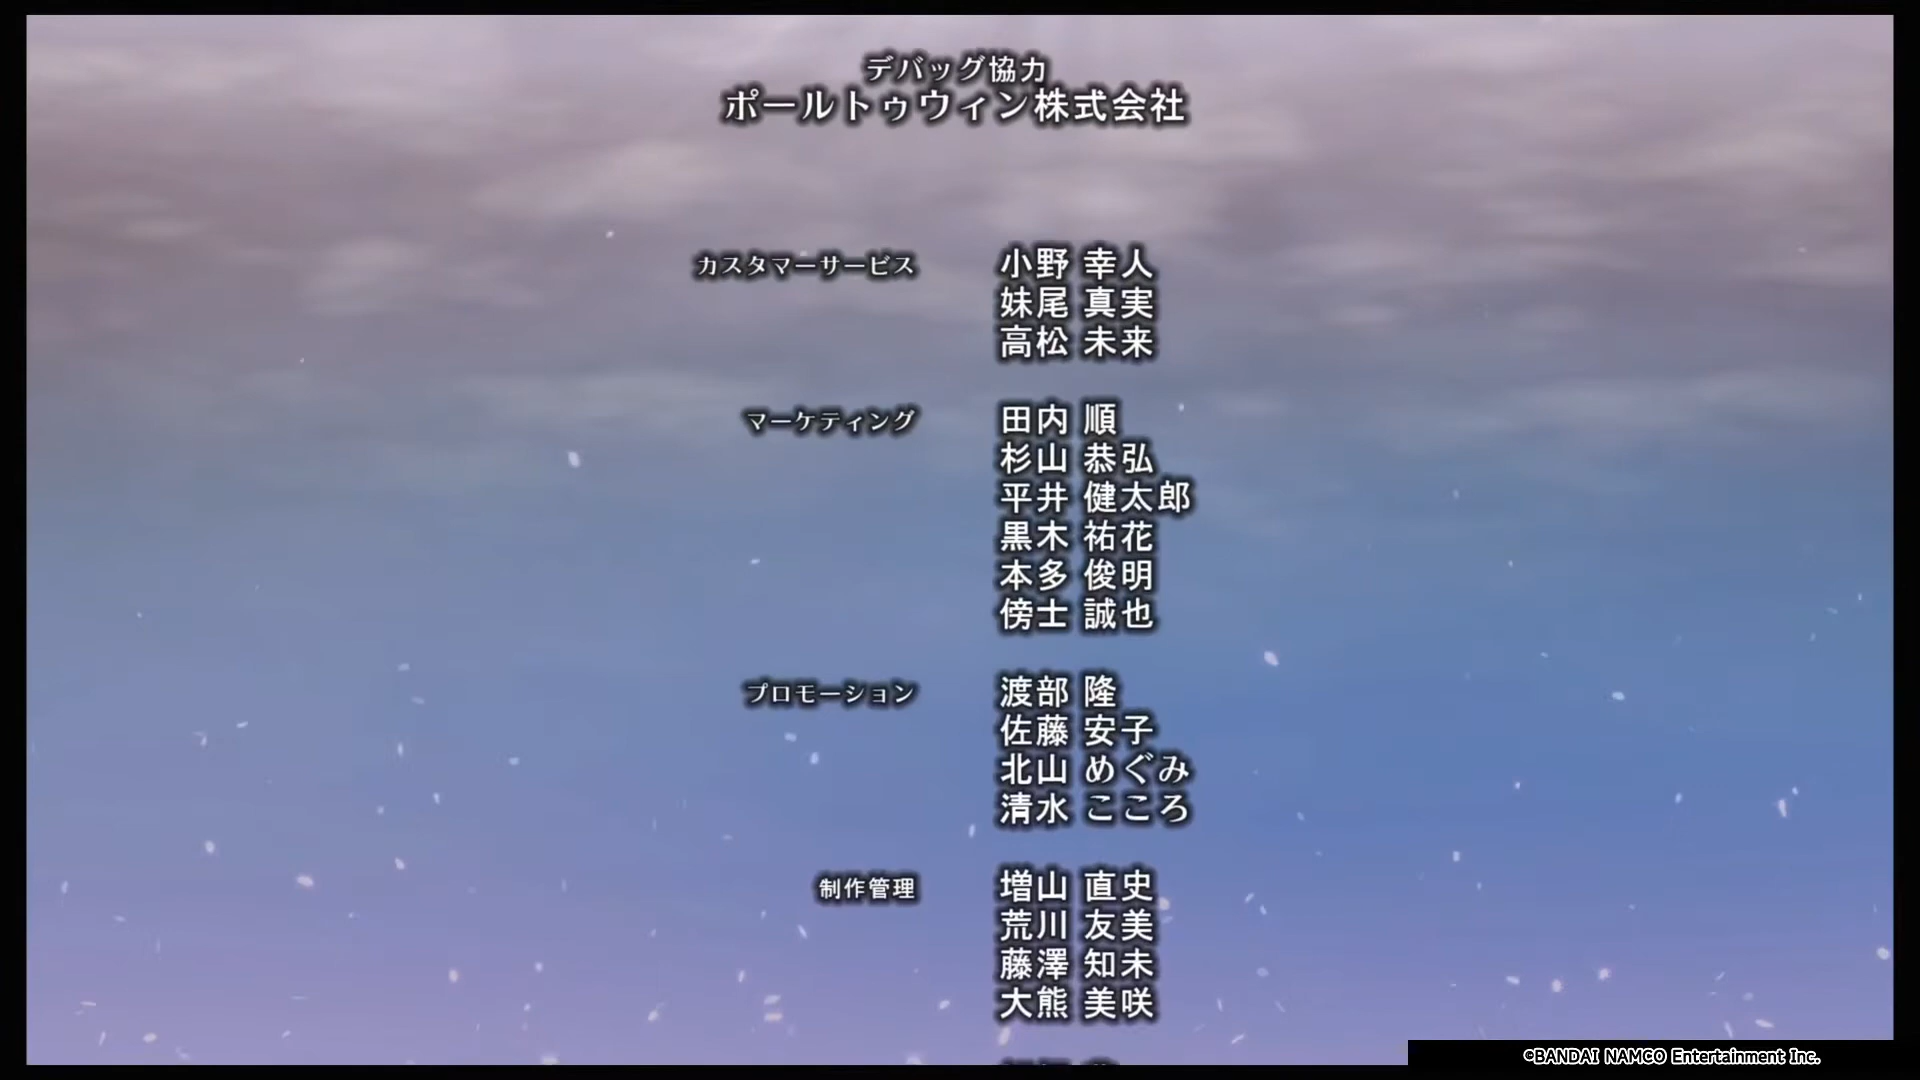 デバッグ協力
ポールトゥウィン株式会社
カスタマーサービス 小野 幸人
妹尾 真実
高松 未来
マーケティング 田内 順
杉山 恭弘
平井 健太郎
黒木 祐花
本多 俊明
傍士 誠也
プロモーション 渡部 隆
佐藤 安子
北山 めぐみ
清水 こころ
制作管理 増山 直史
荒川 友美
藤澤 知未
大熊 美咲
©BANDAI NAMCO Entertainment Inc.